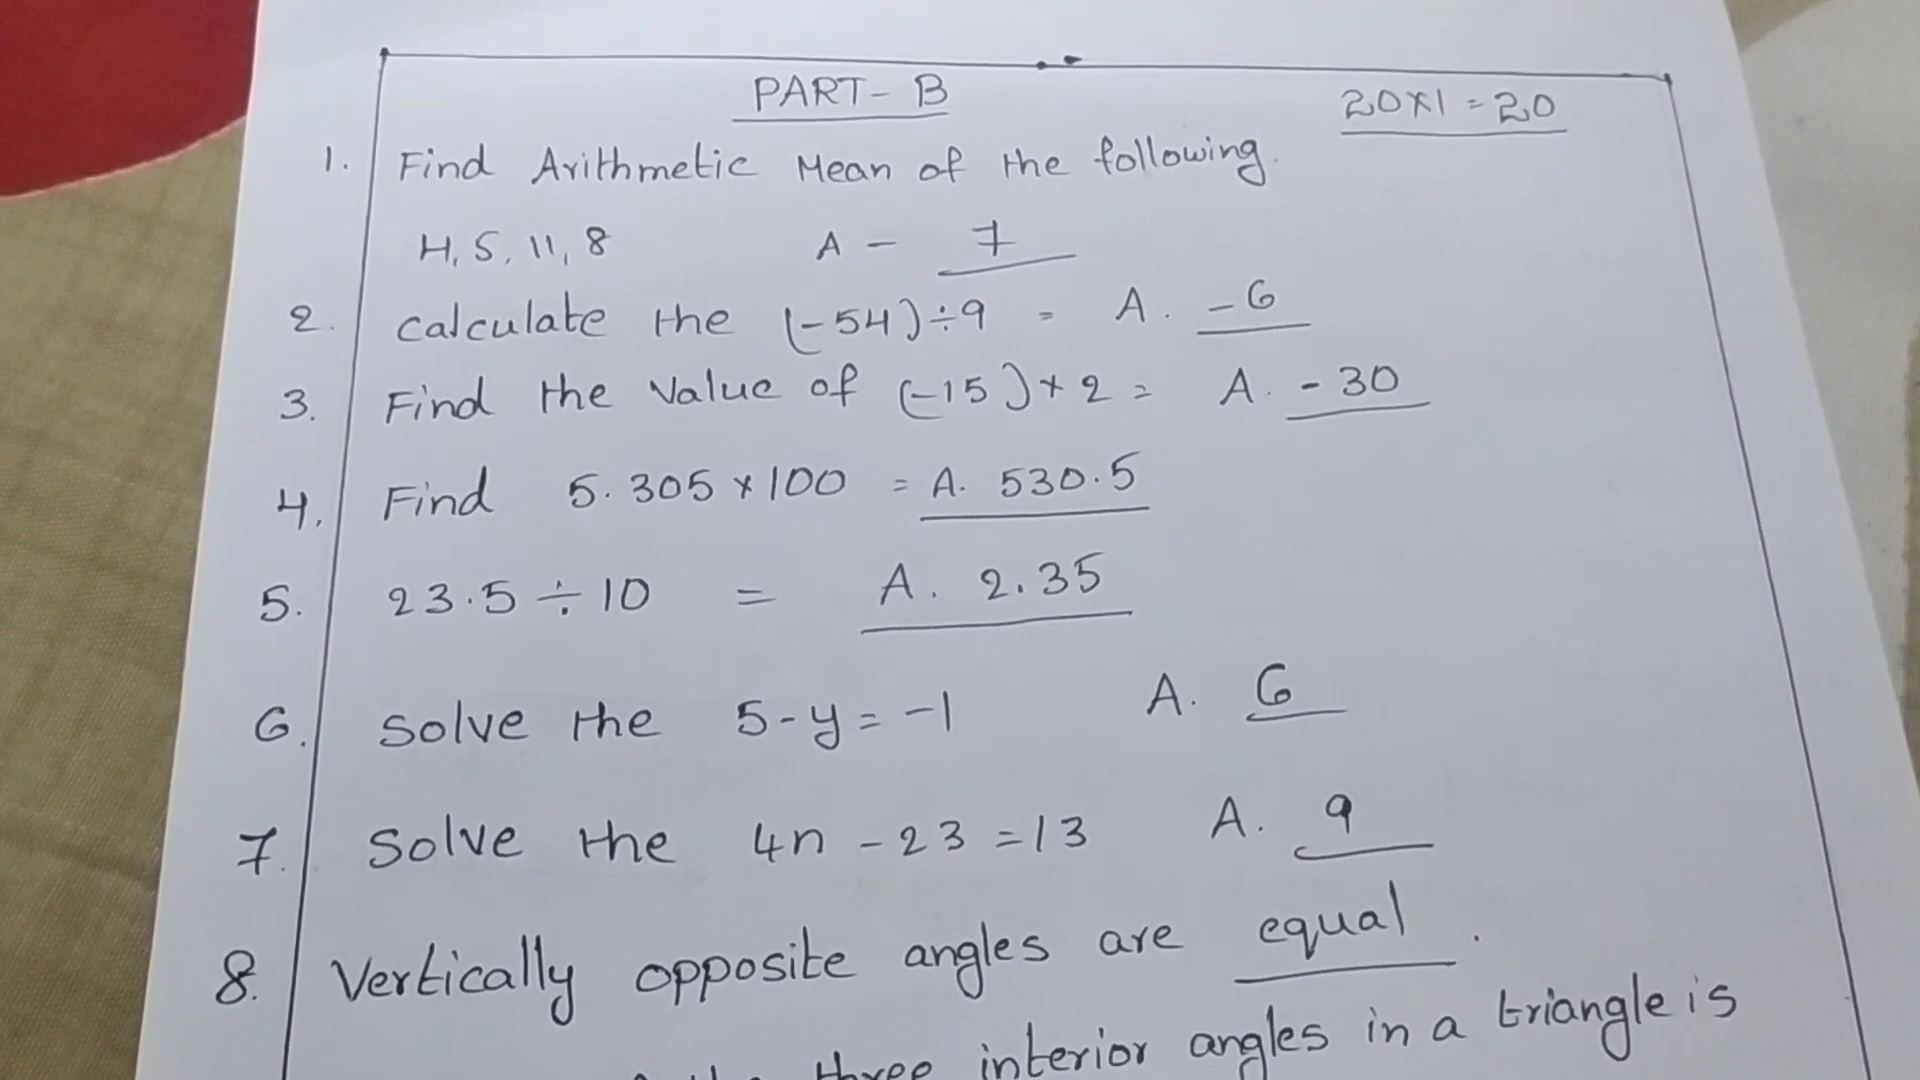 PART- B
20×1 = 20
1. Find Arithmetic Mean of the following.
4, 5, 11, 8 A - 7
2. calculate the (-54)÷9 = A. -6
3. Find the value of (-15)×2 = A. -30
4. Find 5.305×100 = A. 530.5
5. 23.5÷10 = A. 2.35
6. Solve the 5-y=-1 A. 6
7. Solve the 4n-23=13 A. 9
8. Vertically opposite angles are equal.
three interior angles in a triangle is